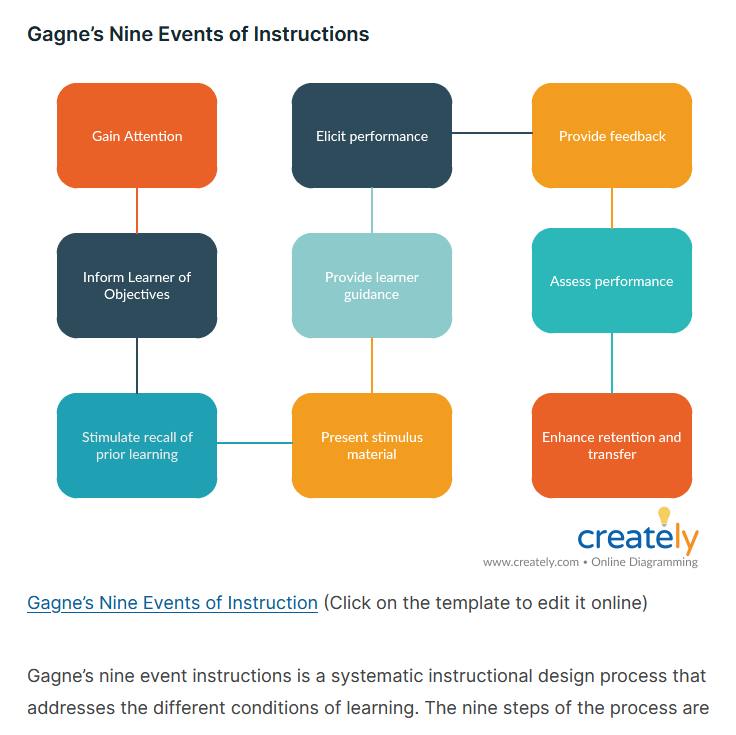 Gagne’s Nine Events of Instructions
Gain Attention
Inform Learner of
Objectives
Stimulate recall of
prior learning
Present stimulus
material
Provide learner
guidance
Elicit performance
Provide feedback
Assess performance
Enhance retention and
transfer
creately
www.creately.com • Online Diagramming
Gagne’s Nine Events of Instruction (Click on the template to edit it online)
Gagne’s nine event instructions is a systematic instructional design process that
addresses the different conditions of learning. The nine steps of the process are